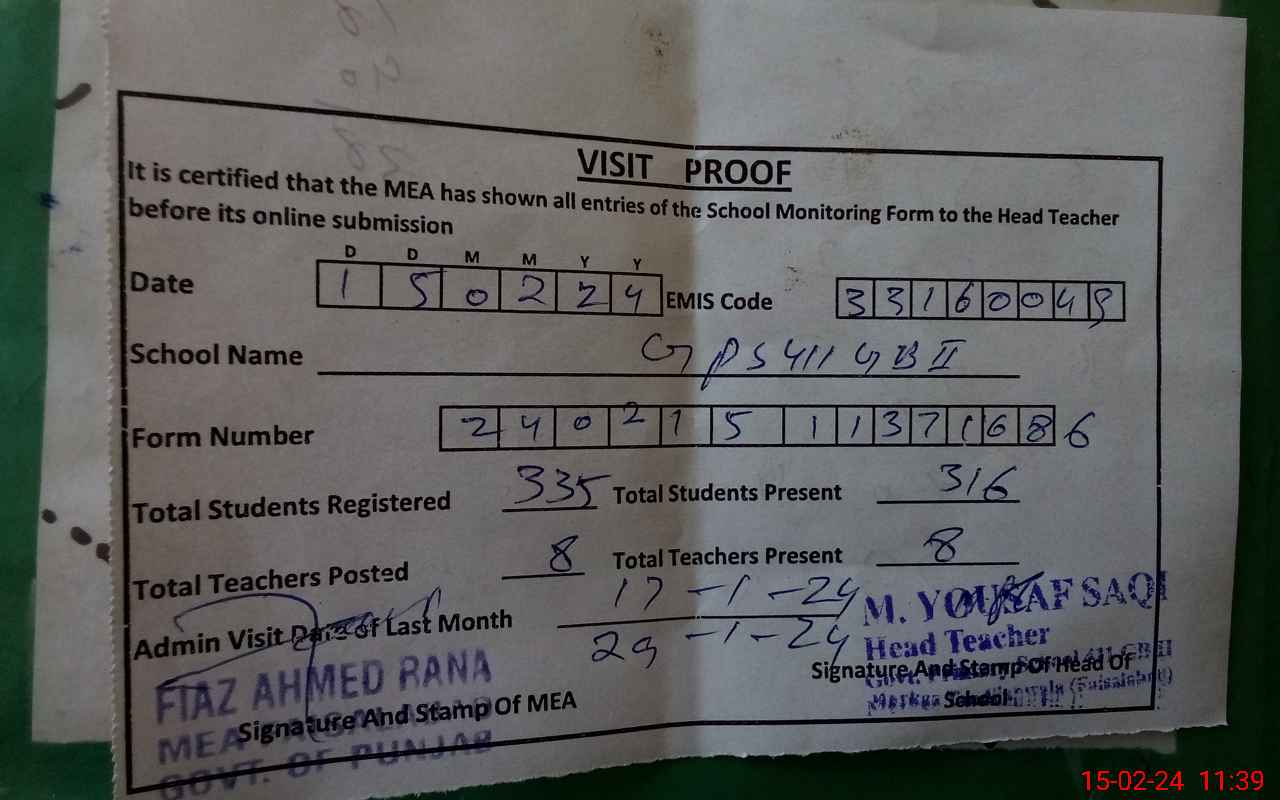 VISIT PROOF
It is certified that the MEA has shown all entries of the School Monitoring Form to the Head Teacher
before its online submission
D D M M Y Y
Date 1 5 0 2 2 4 EMIS Code 3 3 1 6 0 0 4 9
School Name GPS 411 GB II
Form Number 2 4 0 2 1 5 1 1 3 7 1 6 8 6
Total Students Registered 335 Total Students Present 316
Total Teachers Posted 8 Total Teachers Present 8
Admin Visit Date of Last Month 17-1-24
29-1-24
M. YOUSAF SAQI
Head Teacher
Signature And Stamp Of Head Of
School
FIAZ AHMED RANA
Signature And Stamp Of MEA
MEA
GOVT. OF PUNJAB
15-02-24 11:39